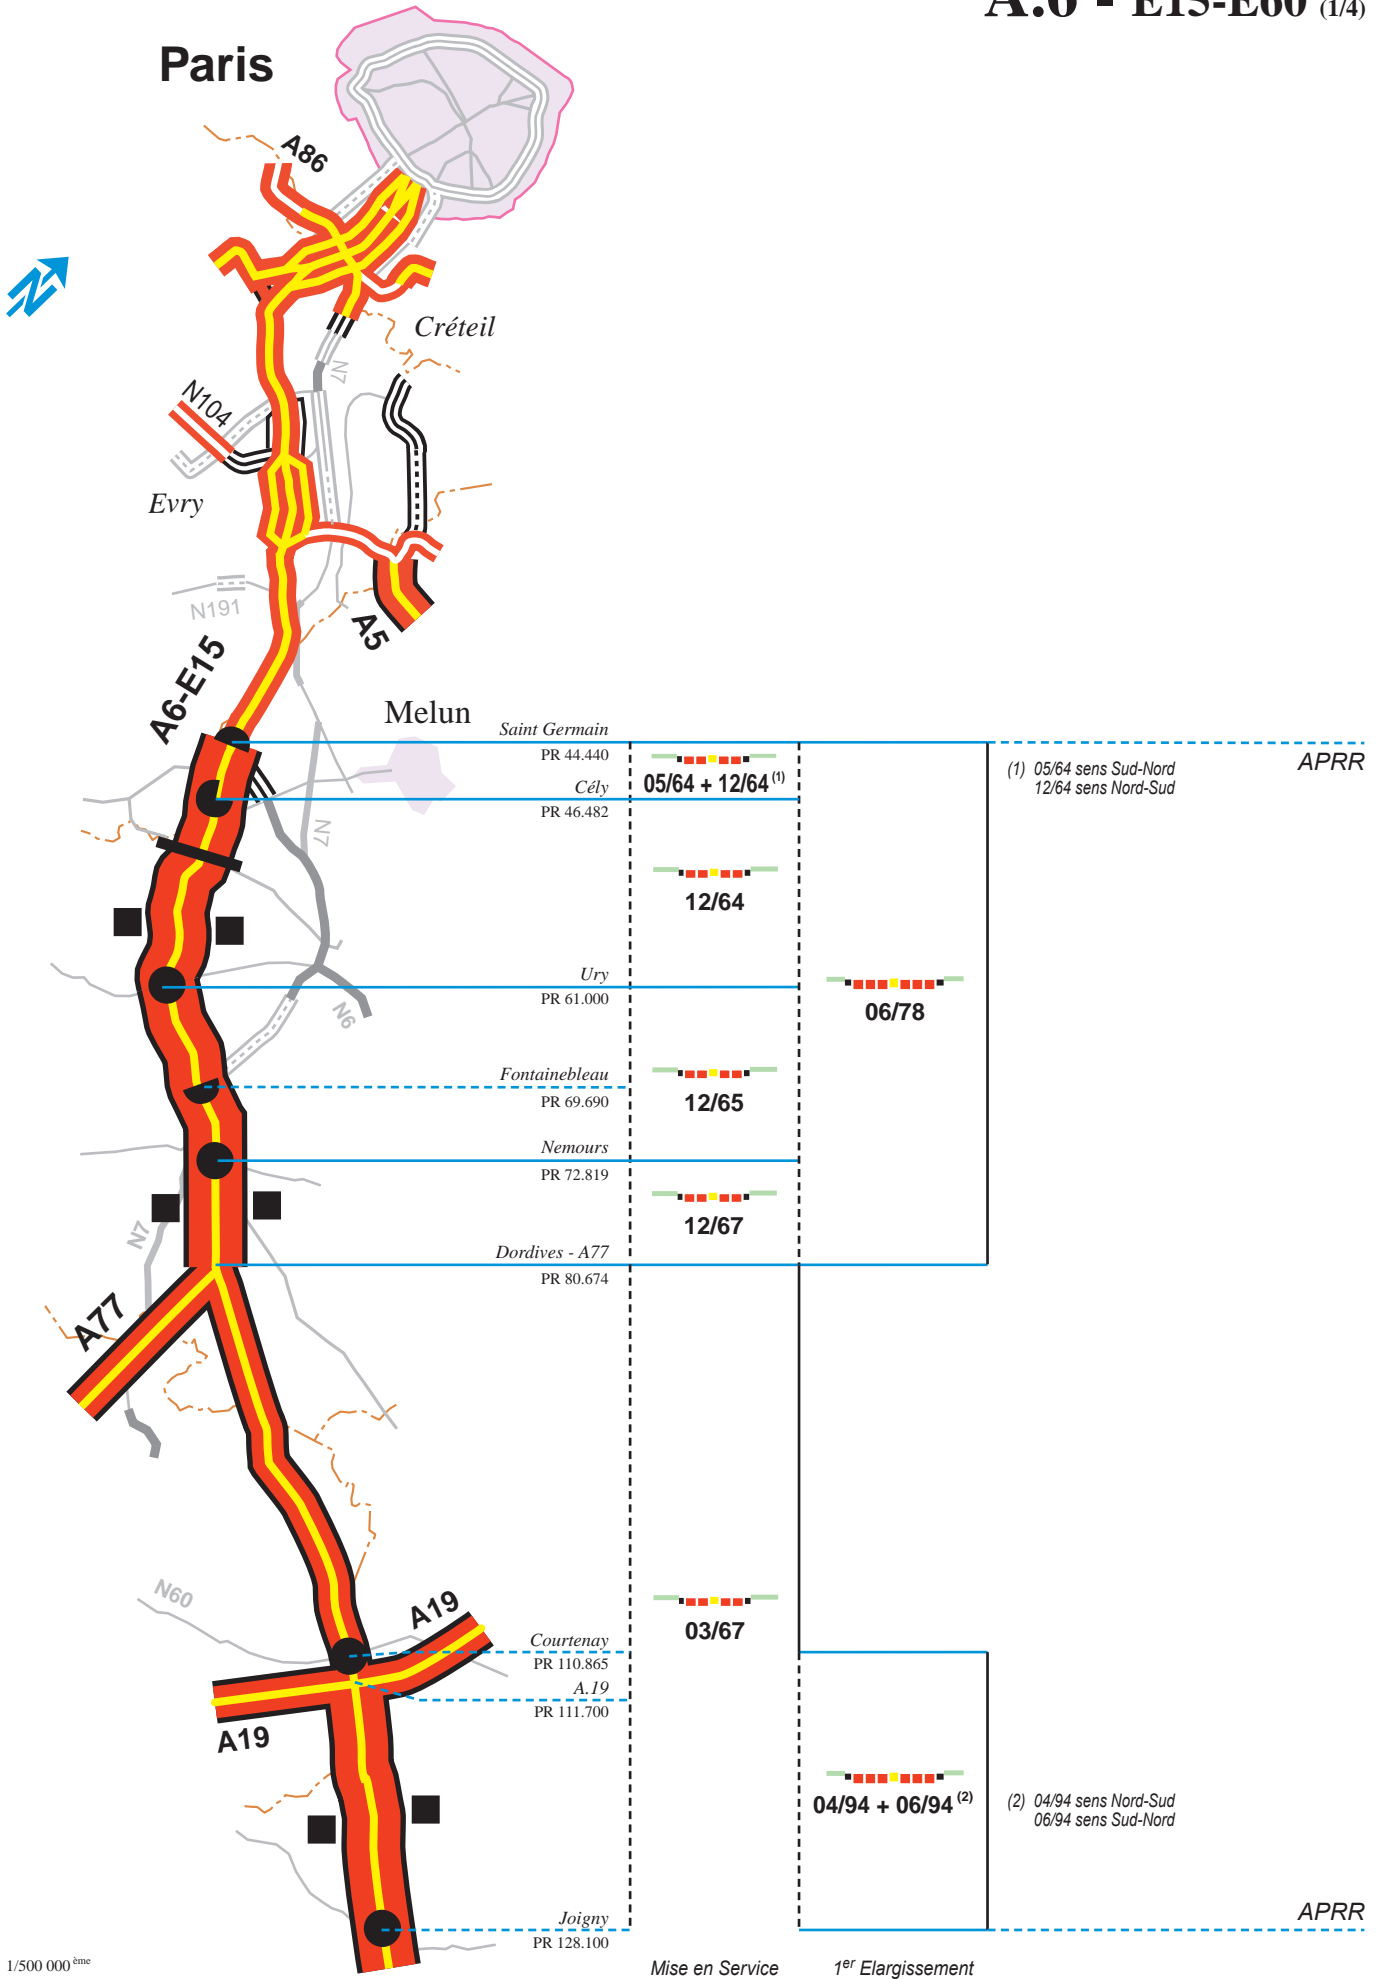 A.6 - E15-E60 (1/4)
Paris
A86
N
Créteil
N7
N104
Evry
N191
A5
A6-E15
Melun
Saint Germain
PR 44.440
05/64 + 12/64 (1)
(1) 05/64 sens Sud-Nord
12/64 sens Nord-Sud
APRR
Cély
PR 46.482
N7
12/64
Ury
PR 61.000
06/78
N6
Fontainebleau
PR 69.690
12/65
Nemours
PR 72.819
12/67
N7
Dordives - A77
PR 80.674
A77
N60
A19
03/67
Courtenay
PR 110.865
A.19
PR 111.700
A19
04/94 + 06/94 (2)
(2) 04/94 sens Nord-Sud
06/94 sens Sud-Nord
Joigny
PR 128.100
APRR
1/500 000 ème
Mise en Service
1er Elargissement